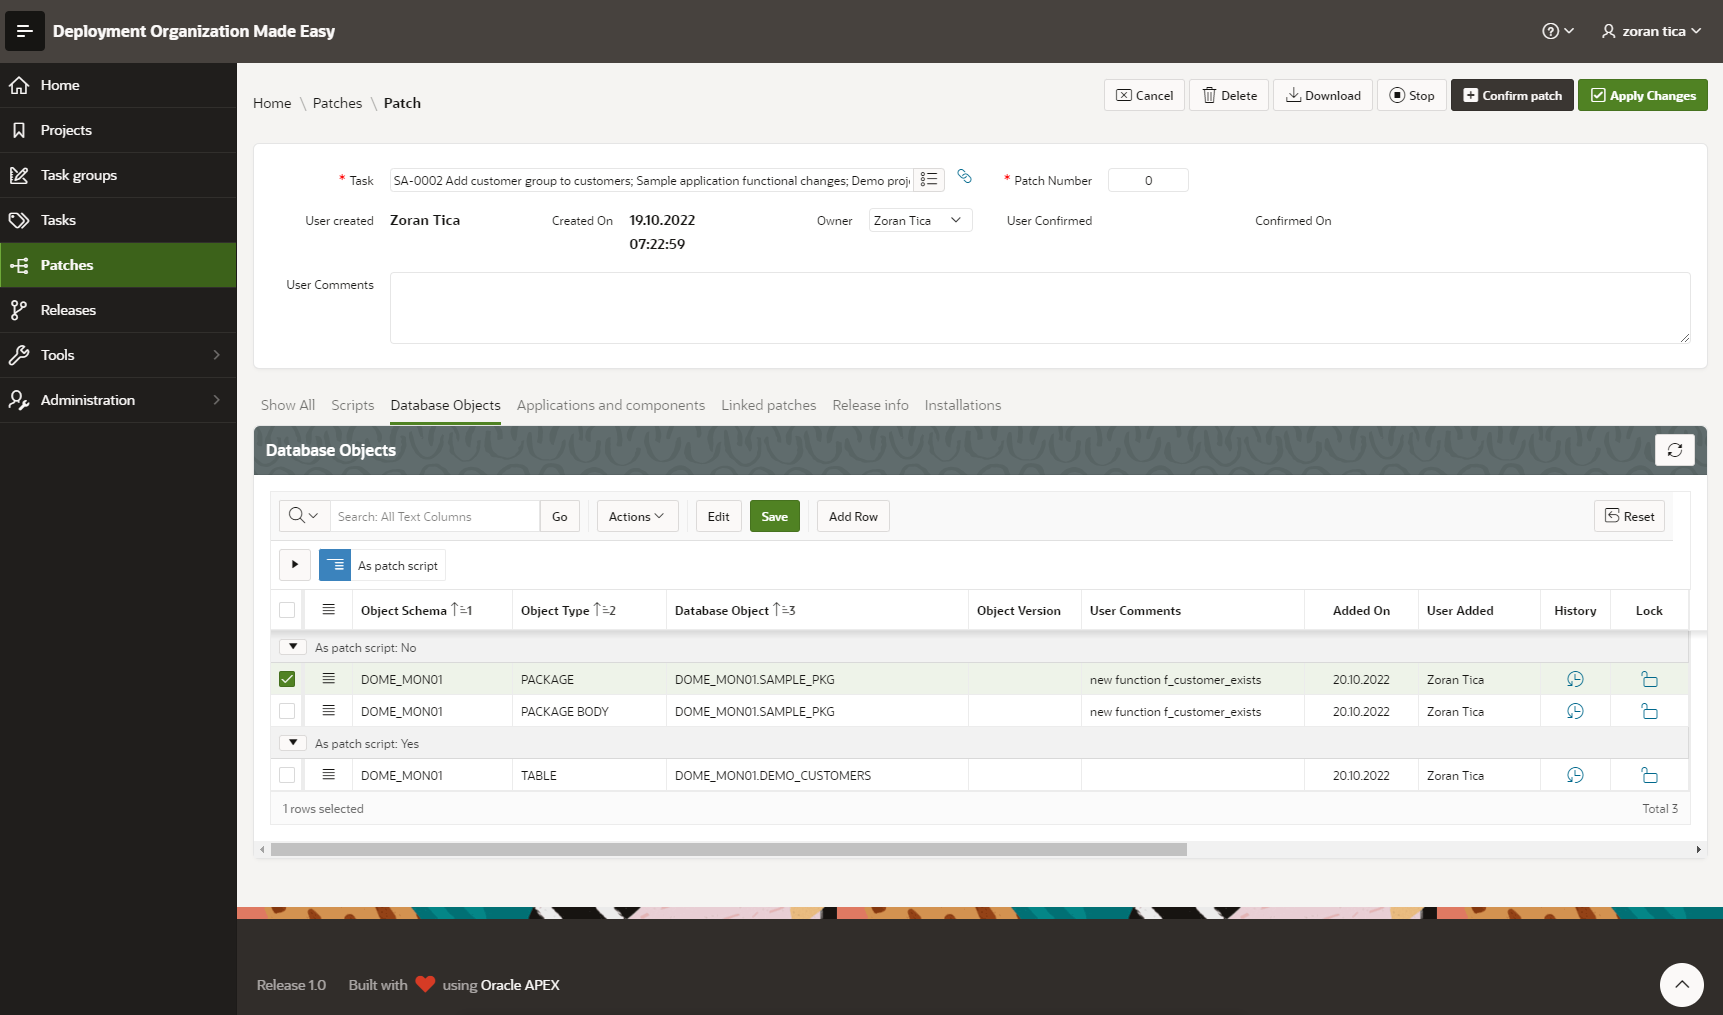 Deployment Organization Made Easy
zoran tica
Home
Projects
Task groups
Tasks
Patches
Releases
Tools
Administration
Home \ Patches \ Patch
Cancel
Delete
Download
Stop
Confirm patch
Apply Changes
* Task
SA-0002 Add customer group to customers; Sample application functional changes; Demo proj
* Patch Number
0
User created
Zoran Tica
Created On
19.10.2022
07:22:59
Owner
Zoran Tica
User Confirmed
Confirmed On
User Comments
Show All
Scripts
Database Objects
Applications and components
Linked patches
Release info
Installations
Database Objects
Search: All Text Columns
Go
Actions
Edit
Save
Add Row
Reset
As patch script
Object Schema 1
Object Type 2
Database Object 3
Object Version
User Comments
Added On
User Added
History
Lock
As patch script: No
DOME_MON01 PACKAGE DOME_MON01.SAMPLE_PKG new function f_customer_exists 20.10.2022 Zoran Tica
DOME_MON01 PACKAGE BODY DOME_MON01.SAMPLE_PKG new function f_customer_exists 20.10.2022 Zoran Tica
As patch script: Yes
DOME_MON01 TABLE DOME_MON01.DEMO_CUSTOMERS 20.10.2022 Zoran Tica
1 rows selected
Total 3
Release 1.0
Built with ❤ using Oracle APEX